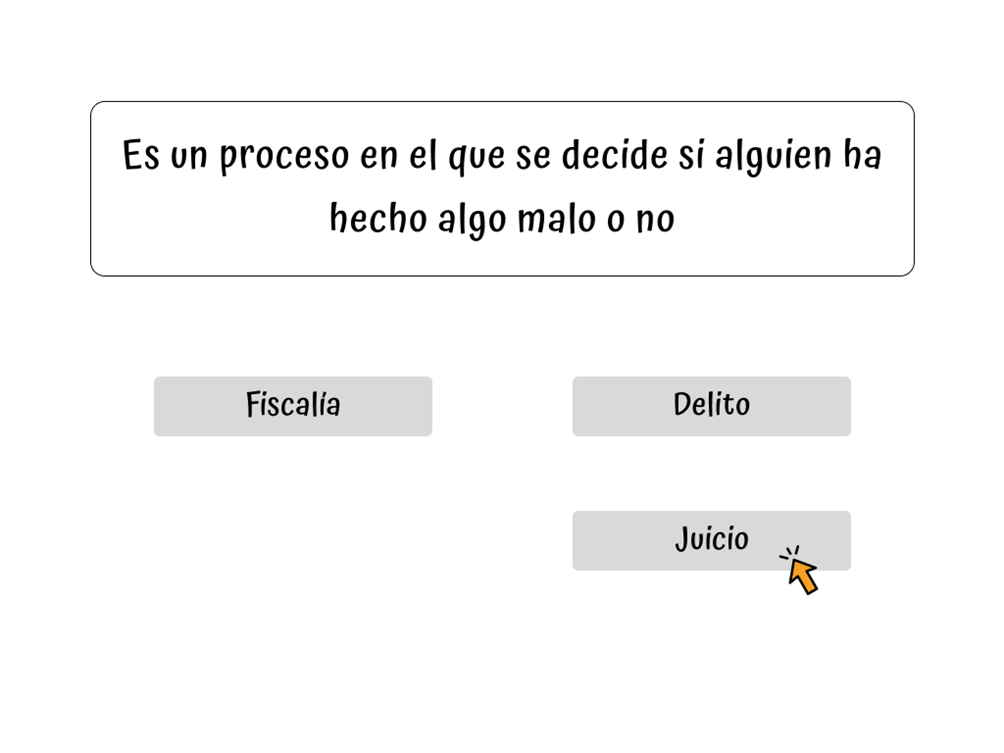 Es un proceso en el que se decide si alguien ha
hecho algo malo o no
Fiscalía
Delito
Juicio